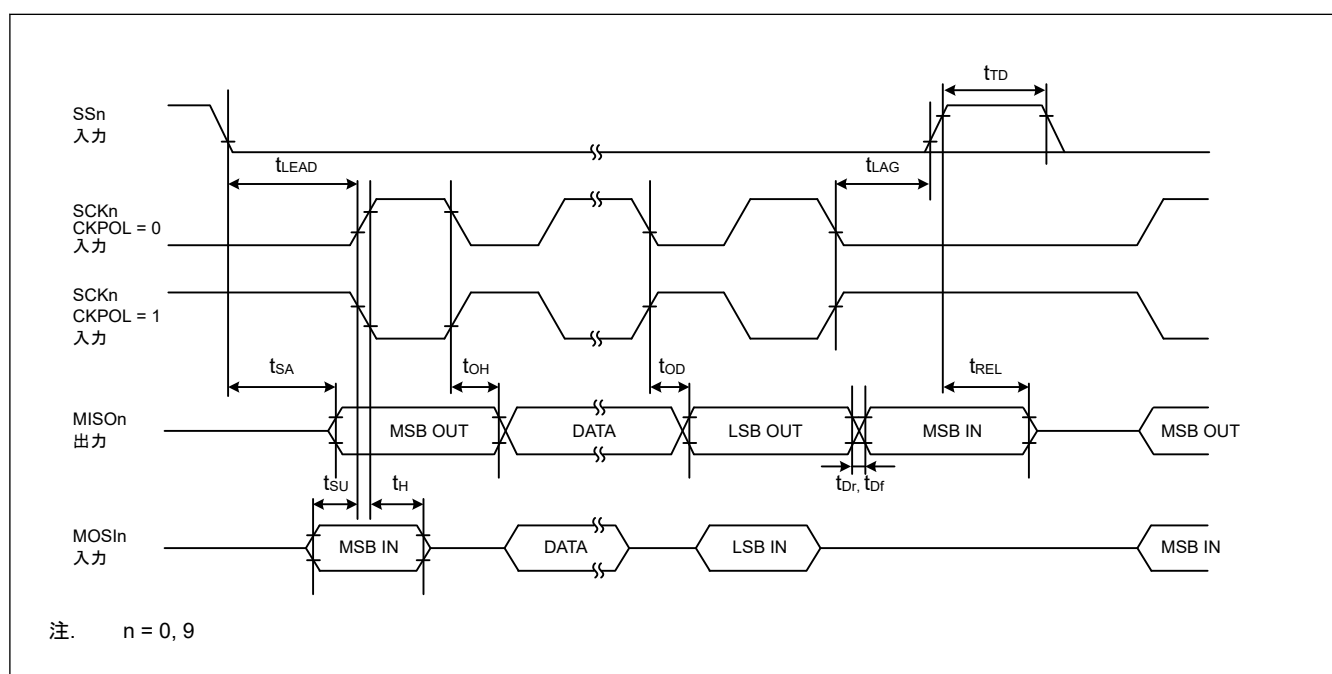 tTD
SSn
入力
tLEAD
tLAG
SCKn
CKPOL = 0
入力
SCKn
CKPOL = 1
入力
tSA
tOH
tOD
tREL
MISOn
出力
MSB OUT
DATA
LSB OUT
MSB IN
MSB OUT
tSU
tH
tDr, tDf
MOSIn
入力
MSB IN
DATA
LSB IN
MSB IN
注. n = 0, 9